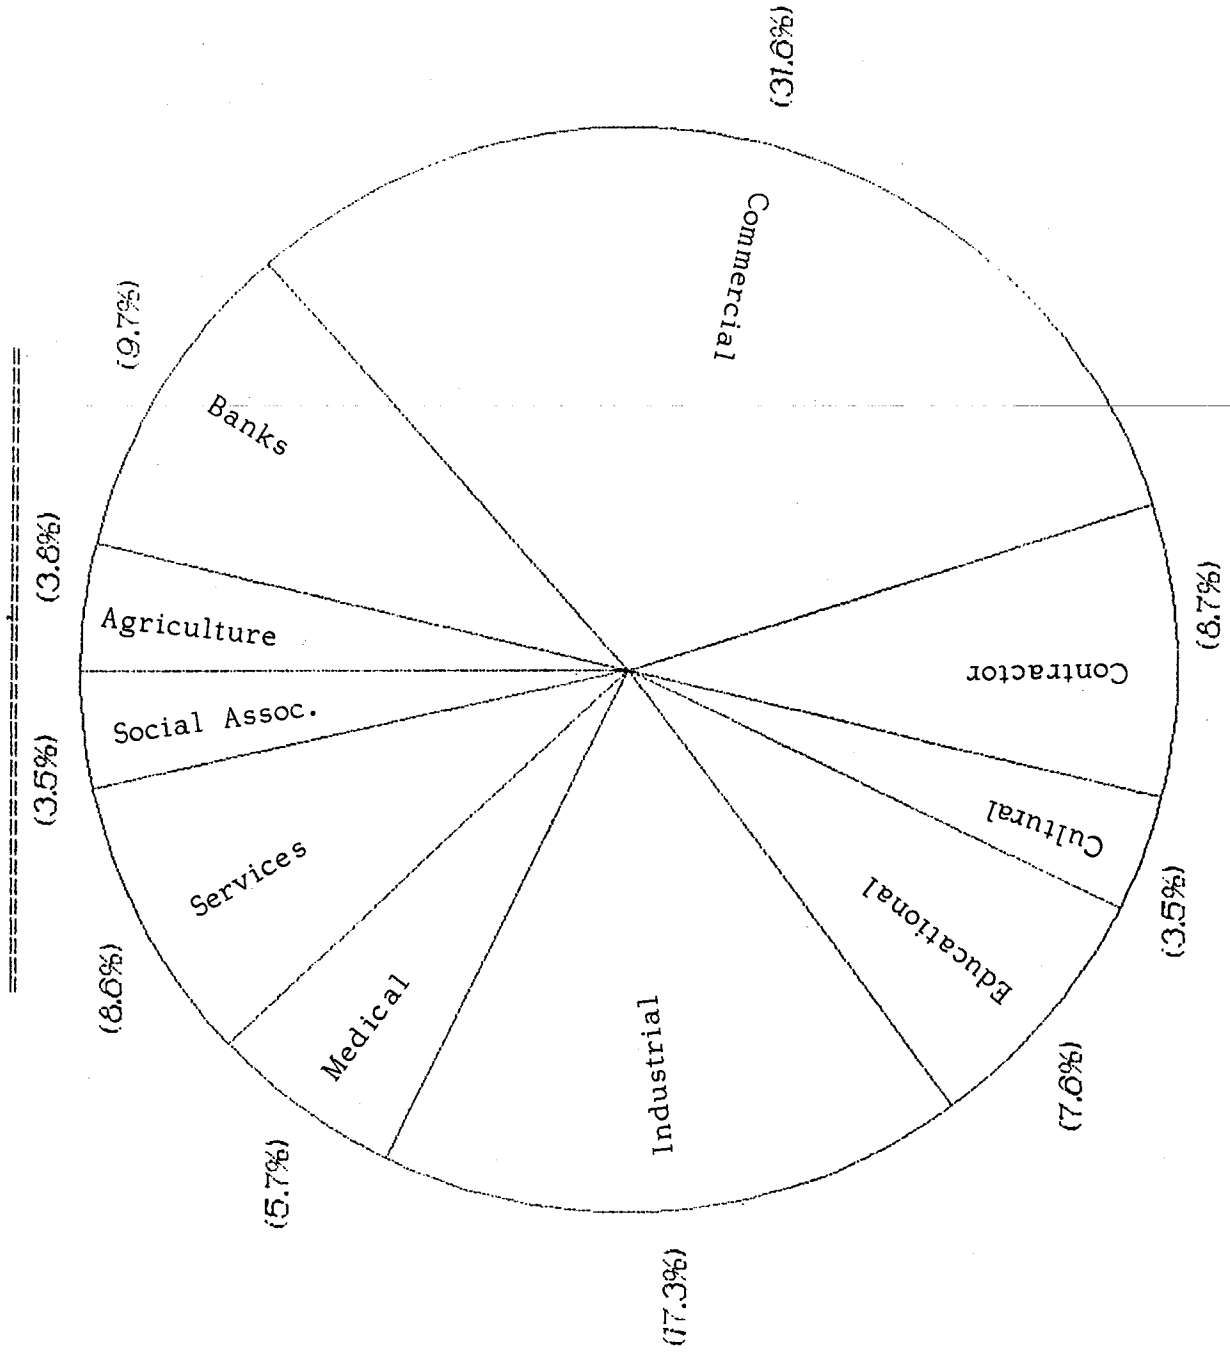 (31.6%)
Commercial
(9.7%)
Banks
(3.8%)
Agriculture
Social Assoc.
(3.5%)
Services
(8.6%)
Medical
(5.7%)
Industrial
(17.3%)
Educational
(7.6%)
Cultural
(3.5%)
Contractor
(8.7%)